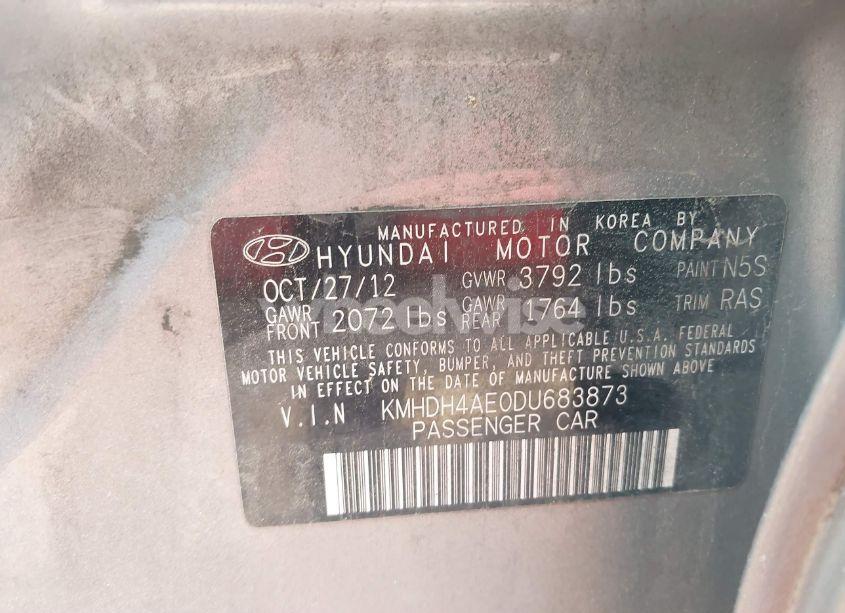 MANUFACTURED IN KOREA BY
HYUNDAI MOTOR COMPANY
OCT/27/12 GVWR 3792 lbs PAINT N5S
GAWR FRONT 2072 lbs GAWR REAR 1764 lbs TRIM RAS
THIS VEHICLE CONFORMS TO ALL APPLICABLE U.S.A. FEDERAL
MOTOR VEHICLE SAFETY, BUMPER, AND THEFT PREVENTION STANDARDS
IN EFFECT ON THE DATE OF MANUFACTURE SHOWN ABOVE.
V.I.N KMHDH4AE0DU683873
PASSENGER CAR